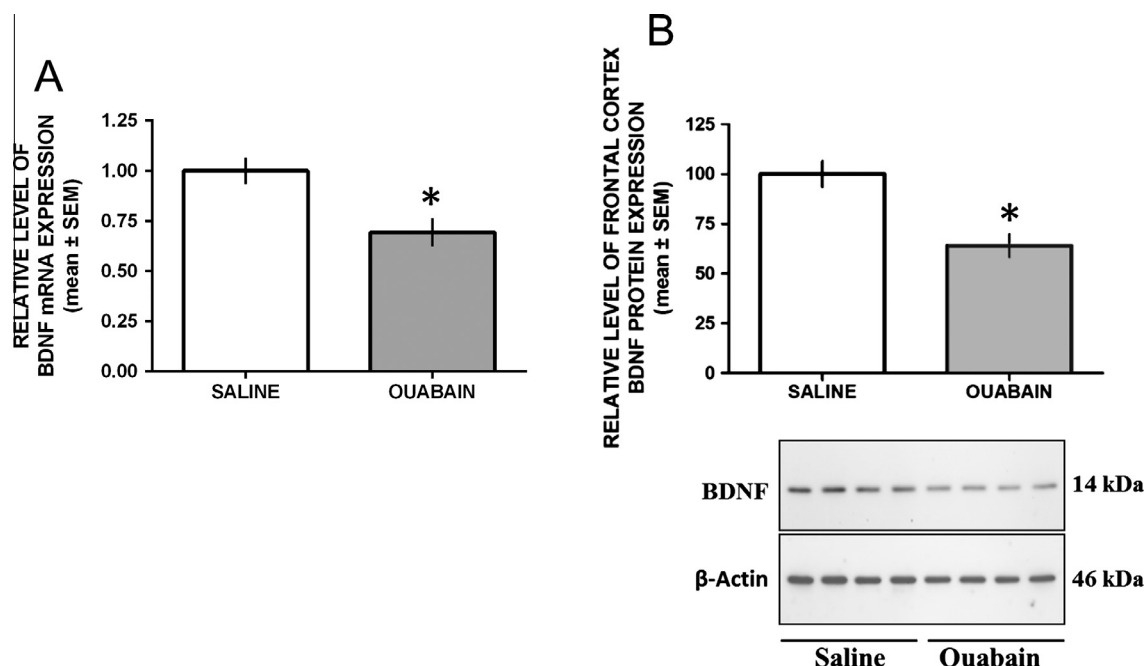 A
RELATIVE LEVEL OF
BDNF mRNA EXPRESSION
(mean ± SEM)
1.25
1.00
0.75
0.50
0.25
0.00
*
SALINE
OUABAIN
B
RELATIVE LEVEL OF FRONTAL CORTEX
BDNF PROTEIN EXPRESSION
(mean ± SEM)
125
100
75
50
25
0
*
SALINE
OUABAIN
BDNF
14 kDa
β-Actin
46 kDa
Saline
Ouabain